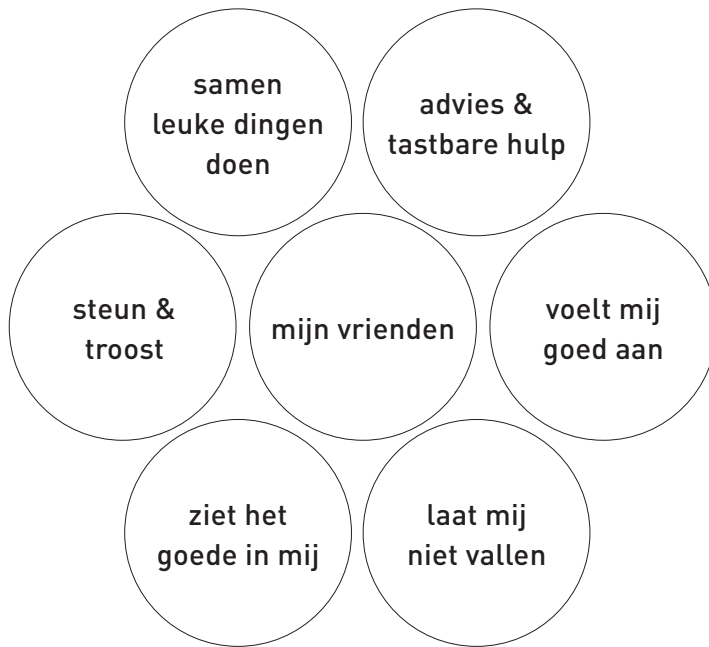 samen
leuke dingen
doen
advies &
tastbare hulp
steun &
troost
mijn vrienden
voelt mij
goed aan
ziet het
goede in mij
laat mij
niet vallen